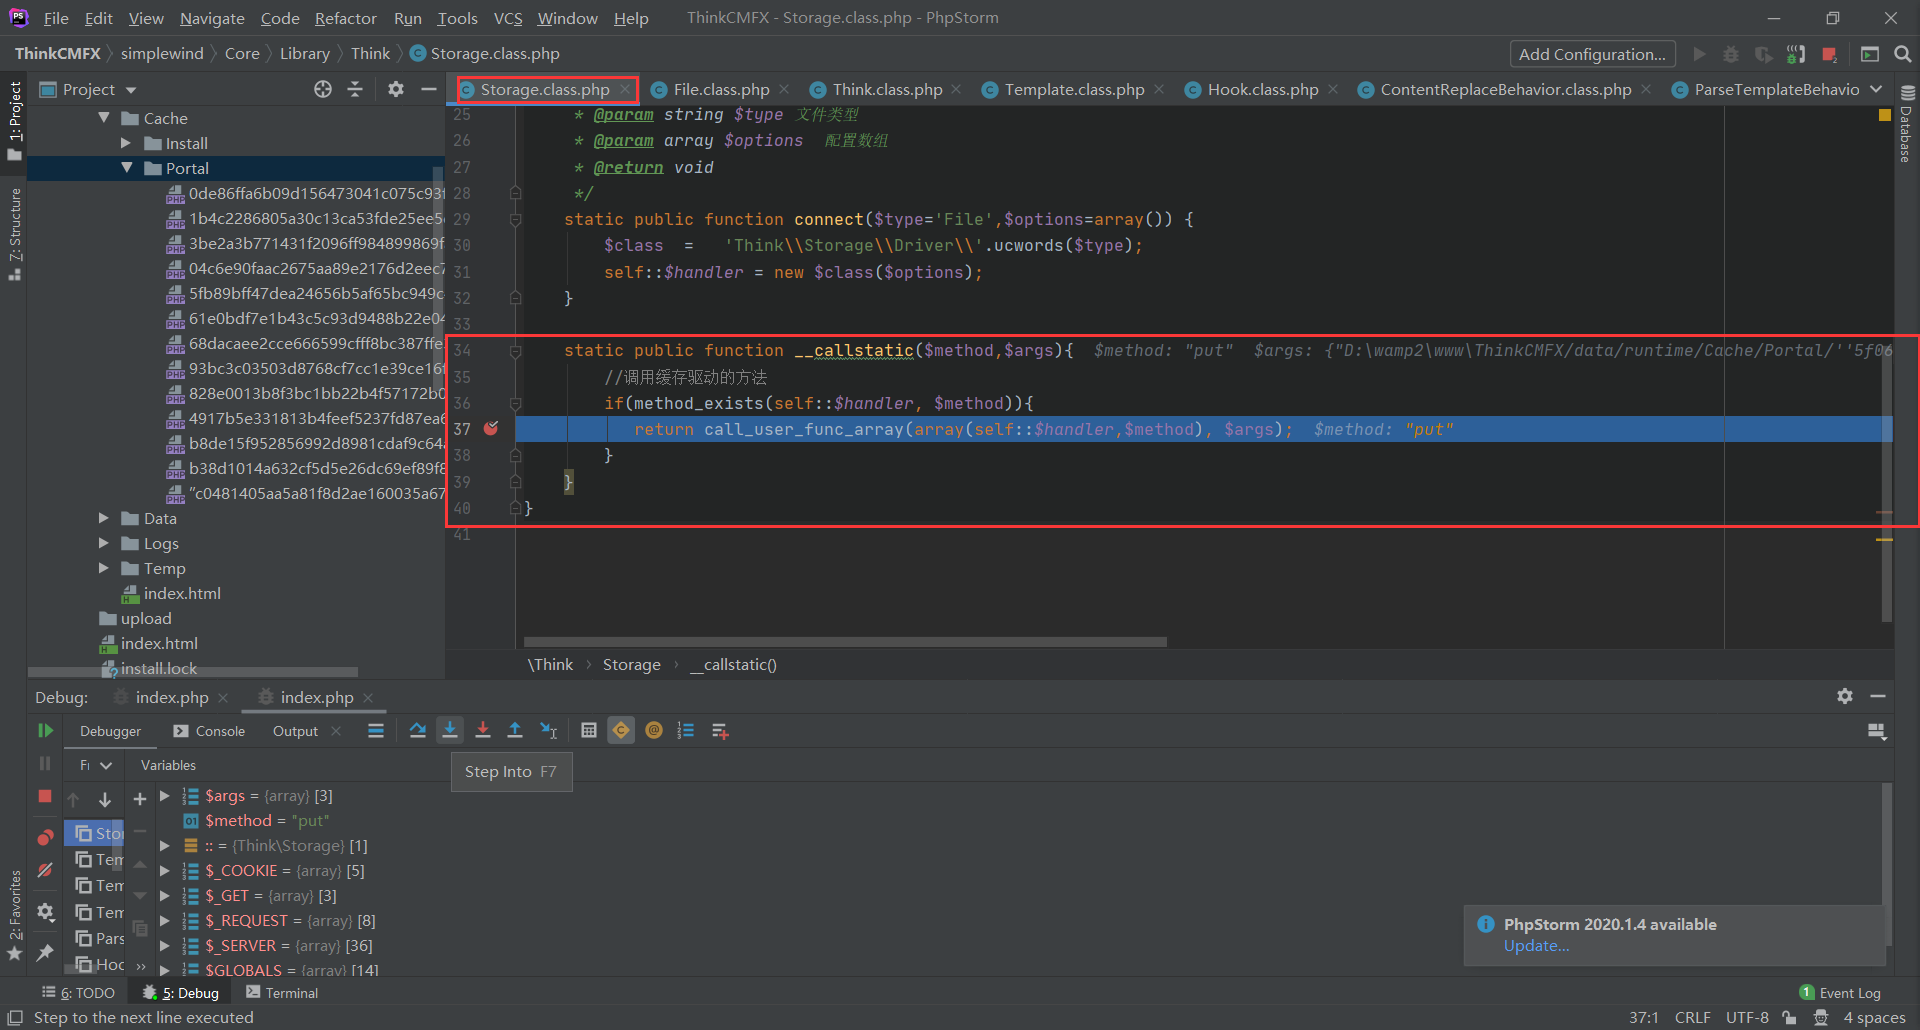 File Edit View Navigate Code Refactor Run Tools VCS Window Help ThinkCMFX - Storage.class.php - PhpStorm
ThinkCMFX simplewind Core Library Think Storage.class.php Add Configuration...
1: Project
7: Structure
2: Favorites
Database
Project
Cache
Install
Portal
0de86ffa6b09d156473041c075c93f
1b4c2286805a30c13ca53fde25ee5
3be2a3b771431f2096ff984899869f
04c6e90faac2675aa89e2176d2eec7
5fb89bff47dea24656b5af65bc949c
61e0bdf7e1b43c5c93d9488b22e04
68dacaee2cce666599cfff8bc387ffe
93bc3c03503d8768cf7cc1e39ce16f
828e0013b8f3bc1bb22b4f57172b0
4917b5e331813b4feef5237fd87ea6
b8de15f952856992d8981cdaf9c64
b38d1014a632cf5d5e26dc69ef89f8
''c0481405aa5a81f8d2ae160035a67
Data
Logs
Temp
index.html
upload
index.html
install.lock
Storage.class.php File.class.php Think.class.php Template.class.php Hook.class.php ContentReplaceBehavior.class.php ParseTemplateBehavio
25 * @param string $type 文件类型
26 * @param array $options 配置数组
27 * @return void
28 */
29 static public function connect($type='File',$options=array()) {
30 $class = 'Think\\Storage\\Driver\\'.ucwords($type);
31 self::$handler = new $class($options);
32 }
33
34 static public function __callstatic($method,$args){ $method: "put" $args: {"D:\wamp2\www\ThinkCMFX/data/runtime/Cache/Portal/''5f06
35 //调用缓存驱动的方法
36 if(method_exists(self::$handler, $method)){
37 return call_user_func_array(array(self::$handler,$method), $args); $method: "put"
38 }
39 }
40 }
41
\Think Storage __callstatic()
Debug: index.php index.php
Debugger Console Output
Step Into F7
Fr Variables
Sto
Tem
Tem
Tem
Pars
Hoo
$args = {array} [3]
$method = "put"
:: = {Think\Storage} [1]
$_COOKIE = {array} [5]
$_GET = {array} [3]
$_REQUEST = {array} [8]
$_SERVER = {array} [36]
$GLOBALS = {array} [14]
PhpStorm 2020.1.4 available
Update...
6: TODO 5: Debug Terminal 1 Event Log
Step to the next line executed 37:1 CRLF UTF-8 4 spaces